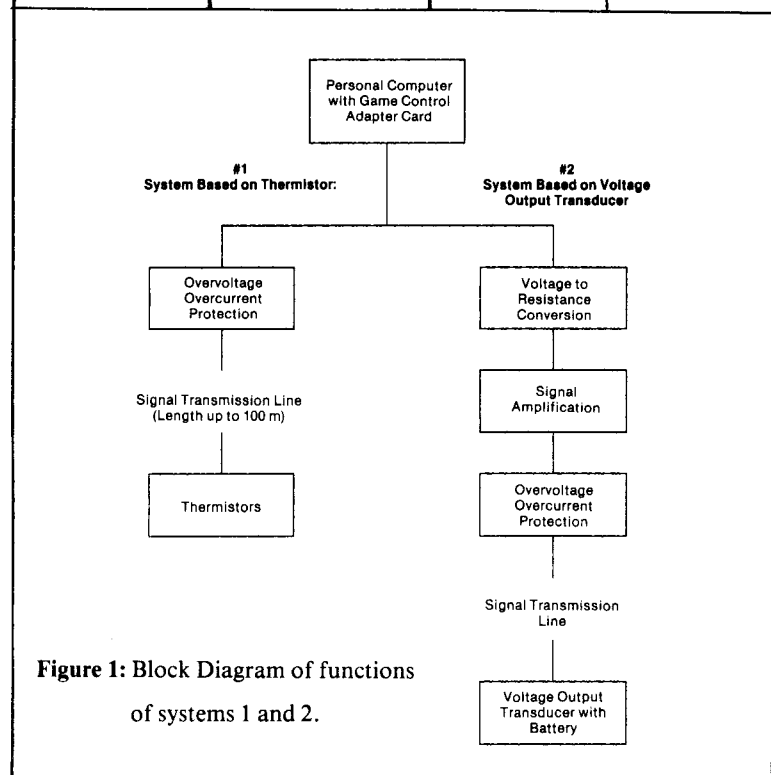 Personal Computer
with Game Control
Adapter Card
#1
System Based on Thermistor:
#2
System Based on Voltage
Output Transducer
Overvoltage
Overcurrent
Protection
Signal Transmission Line
(Length up to 100 m)
Thermistors
Voltage to
Resistance
Conversion
Signal
Amplification
Overvoltage
Overcurrent
Protection
Signal Transmission
Line
Voltage Output
Transducer with
Battery
Figure 1: Block Diagram of functions
of systems 1 and 2.